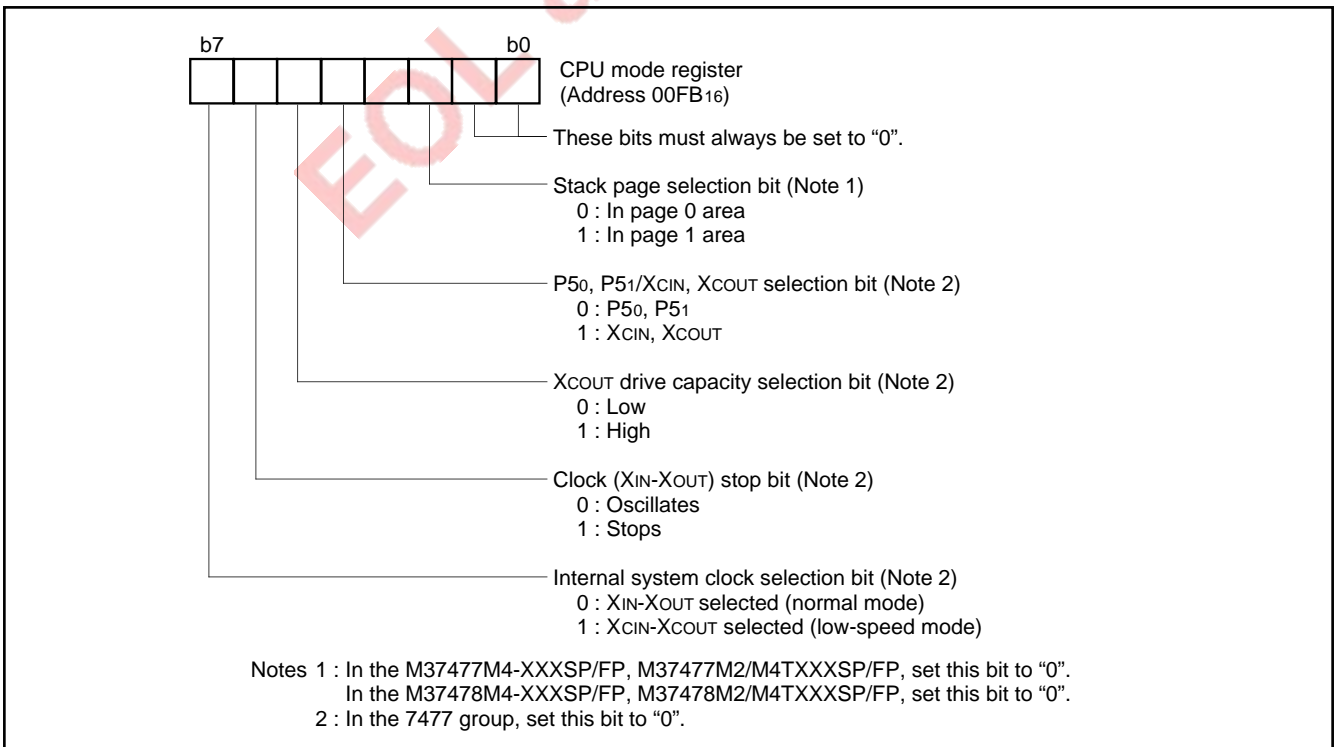 EOL
b7 b0
CPU mode register
(Address 00FB16)
These bits must always be set to “0”.
Stack page selection bit (Note 1)
0 : In page 0 area
1 : In page 1 area
P50, P51/XCIN, XCOUT selection bit (Note 2)
0 : P50, P51
1 : XCIN, XCOUT
XCOUT drive capacity selection bit (Note 2)
0 : Low
1 : High
Clock (XIN-XOUT) stop bit (Note 2)
0 : Oscillates
1 : Stops
Internal system clock selection bit (Note 2)
0 : XIN-XOUT selected (normal mode)
1 : XCIN-XCOUT selected (low-speed mode)
Notes 1 : In the M37477M4-XXXSP/FP, M37477M2/M4TXXXSP/FP, set this bit to “0”.
In the M37478M4-XXXSP/FP, M37478M2/M4TXXXSP/FP, set this bit to “0”.
2 : In the 7477 group, set this bit to “0”.